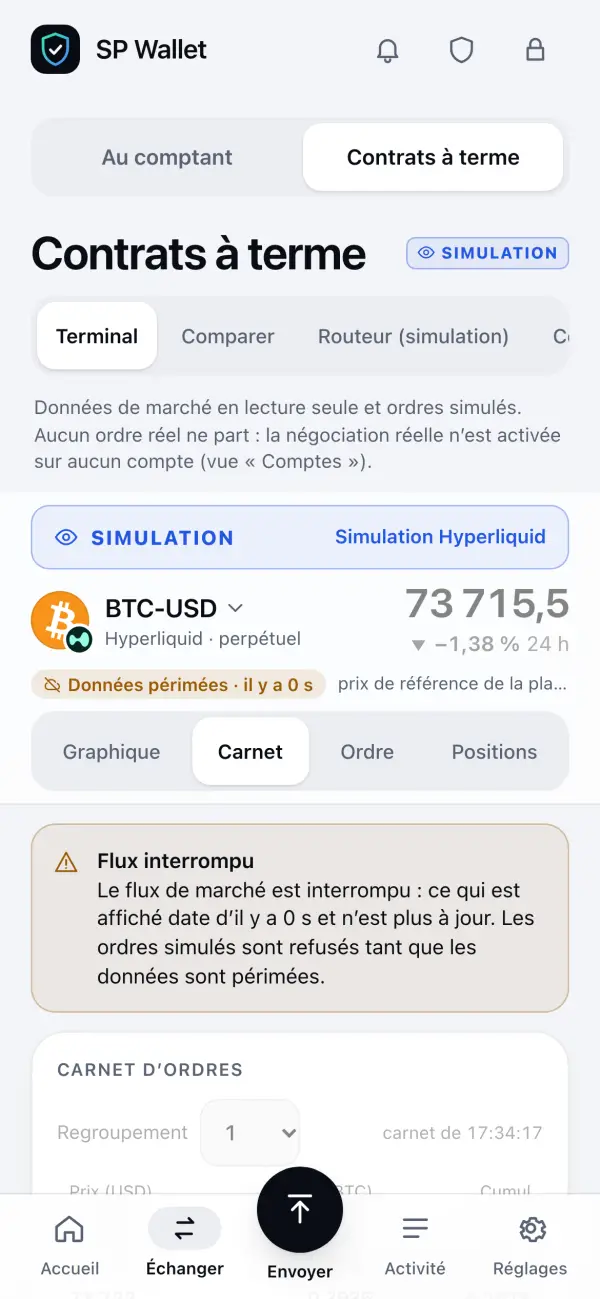 SP Wallet
Au comptant
Contrats à terme
Contrats à terme
SIMULATION
Terminal
Comparer
Routeur (simulation)
Données de marché en lecture seule et ordres simulés.
Aucun ordre réel ne part : la négociation réelle n’est activée
sur aucun compte (vue « Comptes »).
SIMULATION
Simulation Hyperliquid
BTC-USD
73 715,5
Hyperliquid · perpétuel
▼ −1,38 % 24 h
Données périmées · il y a 0 s
prix de référence de la pla…
Graphique
Carnet
Ordre
Positions
Flux interrompu
Le flux de marché est interrompu : ce qui est
affiché date d’il y a 0 s et n’est plus à jour. Les
ordres simulés sont refusés tant que les
données sont périmées.
CARNET D’ORDRES
Regroupement
1
carnet de 17:34:17
Prix (USD)
Cumul
Accueil
Échanger
Envoyer
Activité
Réglages